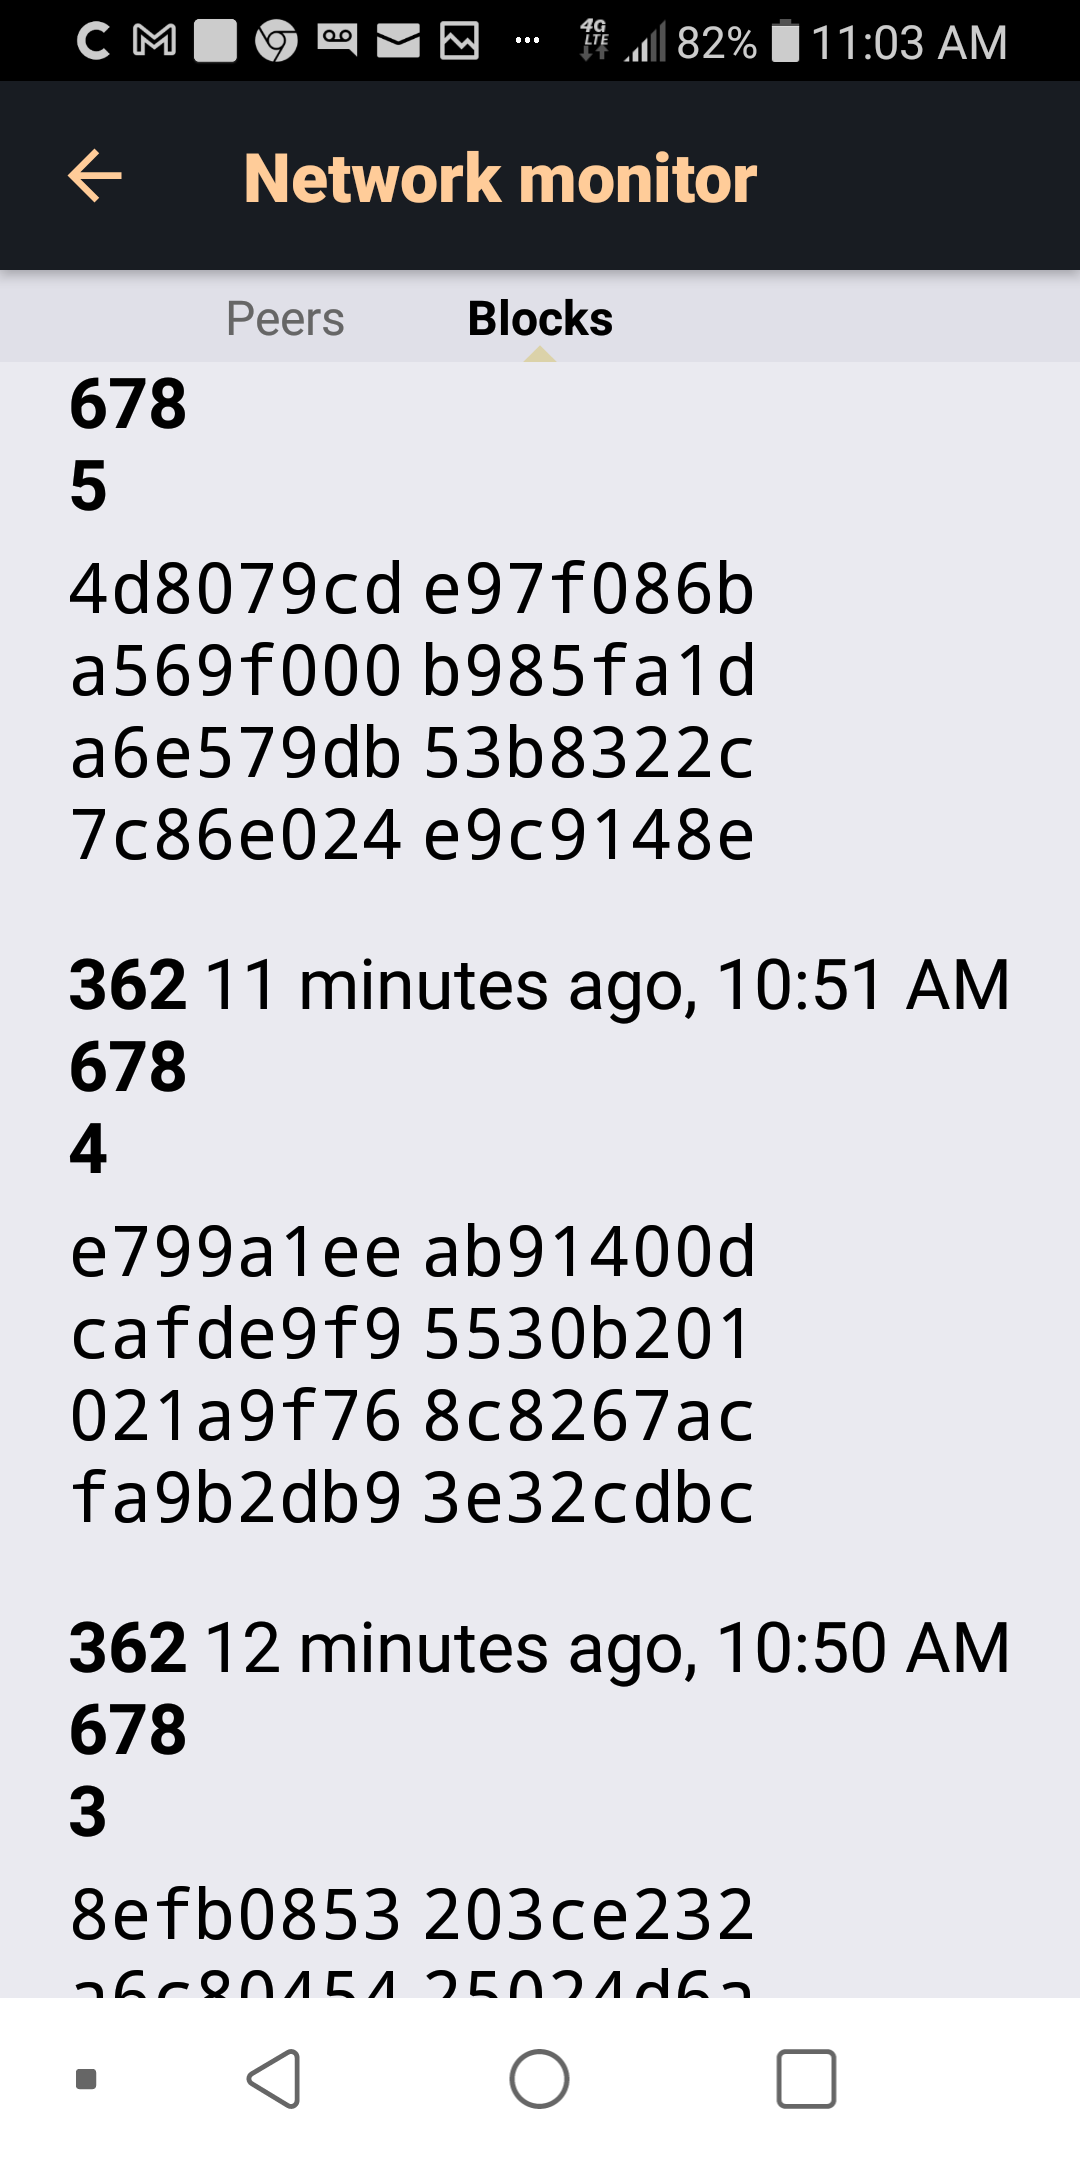 4G
LTE
82% 11:03 AM
Network monitor
Peers Blocks
678
5
4d8079cd e97f086b
a569f000 b985fa1d
a6e579db 53b8322c
7c86e024 e9c9148e
362 11 minutes ago, 10:51 AM
678
4
e799a1ee ab91400d
cafde9f9 5530b201
021a9f76 8c8267ac
fa9b2db9 3e32cdbc
362 12 minutes ago, 10:50 AM
678
3
8efb0853 203ce232
a6c80454 25024d6a